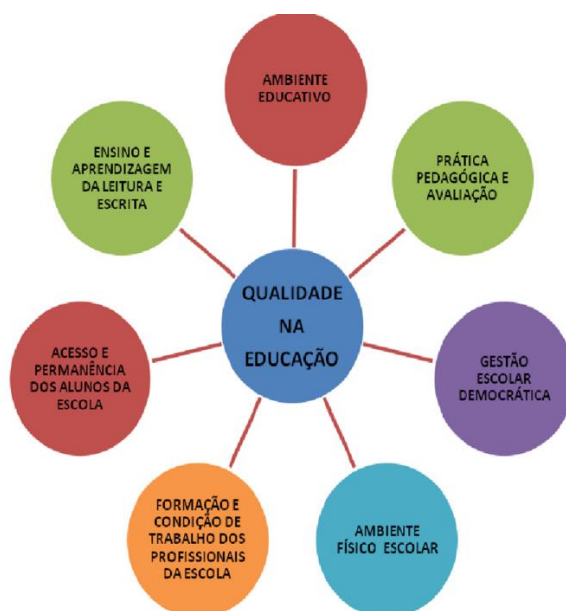 AMBIENTE
EDUCATIVO
ENSINO E
APRENDIZAGEM
DA LEITURA E
ESCRITA
PRÁTICA
PEDAGÓGICA E
AVALIAÇÃO
QUALIDADE
NA
EDUCAÇÃO
ACESSO E
PERMANÊNCIA
DOS ALUNOS DA
ESCOLA
GESTÃO
ESCOLAR
DEMOCRÁTICA
FORMAÇÃO E
CONDIÇÃO DE
TRABALHO DOS
PROFISSIONAIS
DA ESCOLA
AMBIENTE
FÍSICO ESCOLAR